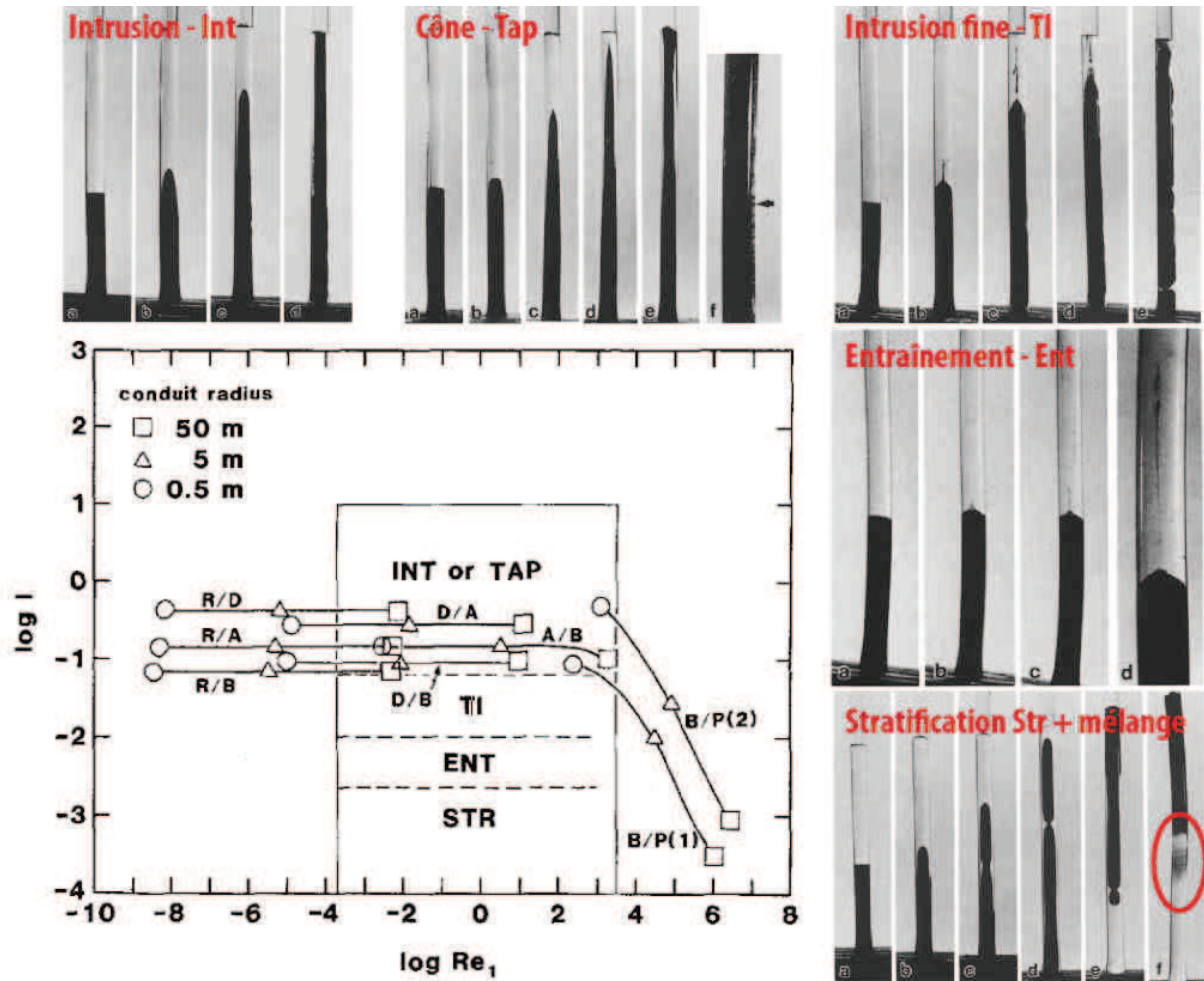 Intrusion - Int
a
b
c
d
Cône -Tap
a
b
c
d
e
f
Intrusion fine - TI
a
b
c
d
e
Entraînement - Ent
a
b
c
d
Stratification Str + mélange
a
b
c
d
e
f
conduit radius
50 m
5 m
0.5 m
log I
3
2
1
0
-1
-2
-3
-4
INT or TAP
R/D
D/A
R/A
A/B
R/B
D/B
TI
B/P(2)
ENT
STR
B/P(1)
-10
-8
-6
-4
-2
0
2
4
6
8
log Re₁